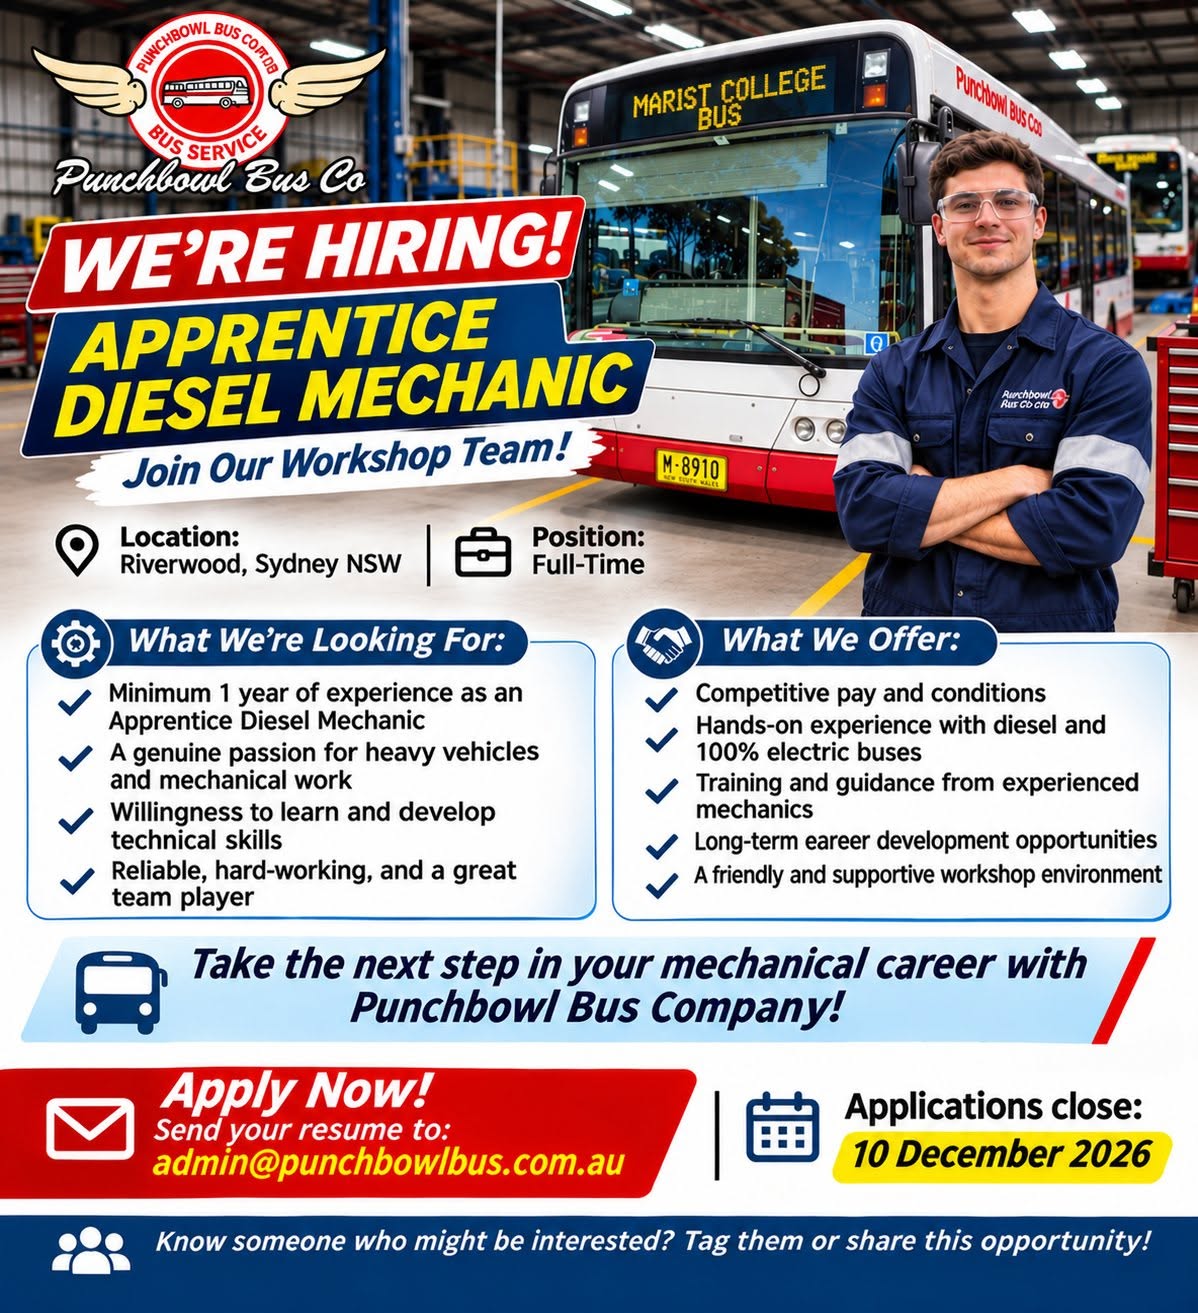 PUNCHBOWL BUS
BUS SERVICE
Punchbowl Bus Co
MARIST COLLEGE
BUS
Punchbowl Bus Coo
WE'RE HIRING!
APPRENTICE
DIESEL MECHANIC
Join Our Workshop Team!
M-8910
NEW SOUTH WALES
Location:
Riverwood, Sydney NSW
Position:
Full-Time
What We're Looking For:
Minimum 1 year of experience as an
Apprentice Diesel Mechanic
A genuine passion for heavy vehicles
and mechanical work
Willingness to learn and develop
technical skills
Reliable, hard-working, and a great
team player
What We Offer:
Competitive pay and conditions
Hands-on experience with diesel and
100% electric buses
Training and guidance from experienced
mechanics
Long-term eareer development opportunities
A friendly and supportive workshop environment
Take the next step in your mechanical career with
Punchbowl Bus Company!
Apply Now!
Send your resume to:
admin@punchbowlbus.com.au
Applications close:
10 December 2026
Know someone who might be interested? Tag them or share this opportunity!